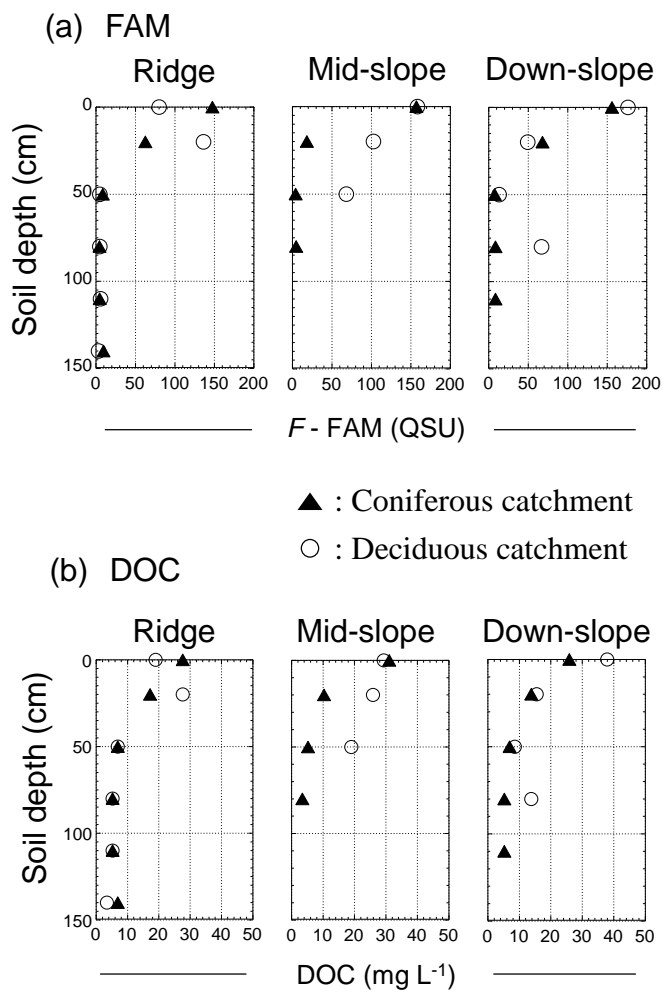 (a) FAM
Ridge Mid-slope Down-slope
0
50
100
150
Soil depth (cm)
0 50 100 150 200 0 50 100 150 200 0 50 100 150 200
F - FAM (QSU)
▲ : Coniferous catchment
○ : Deciduous catchment
(b) DOC
Ridge Mid-slope Down-slope
0
50
100
150
Soil depth (cm)
0 10 20 30 40 50 0 10 20 30 40 50 0 10 20 30 40 50
DOC (mg L-1)